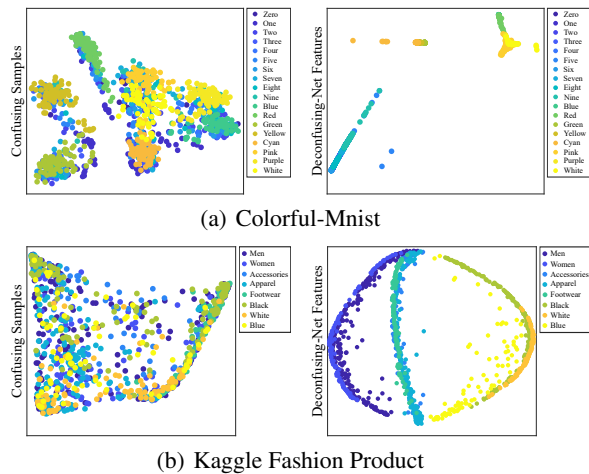 Confusing Samples
Zero
One
Two
Three
Four
Five
Six
Seven
Eight
Nine
Blue
Red
Green
Yellow
Cyan
Pink
Purple
White
Deconfusing-Net Features
Zero
One
Two
Three
Four
Five
Six
Seven
Eight
Nine
Blue
Red
Green
Yellow
Cyan
Pink
Purple
White
(a) Colorful-Mnist
Confusing Samples
Men
Women
Accessories
Apparel
Footwear
Black
White
Blue
Deconfusing-Net Features
Men
Women
Accessories
Apparel
Footwear
Black
White
Blue
(b) Kaggle Fashion Product